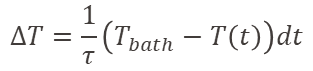 ΔT = 1/τ (T_bath − T(t))dt